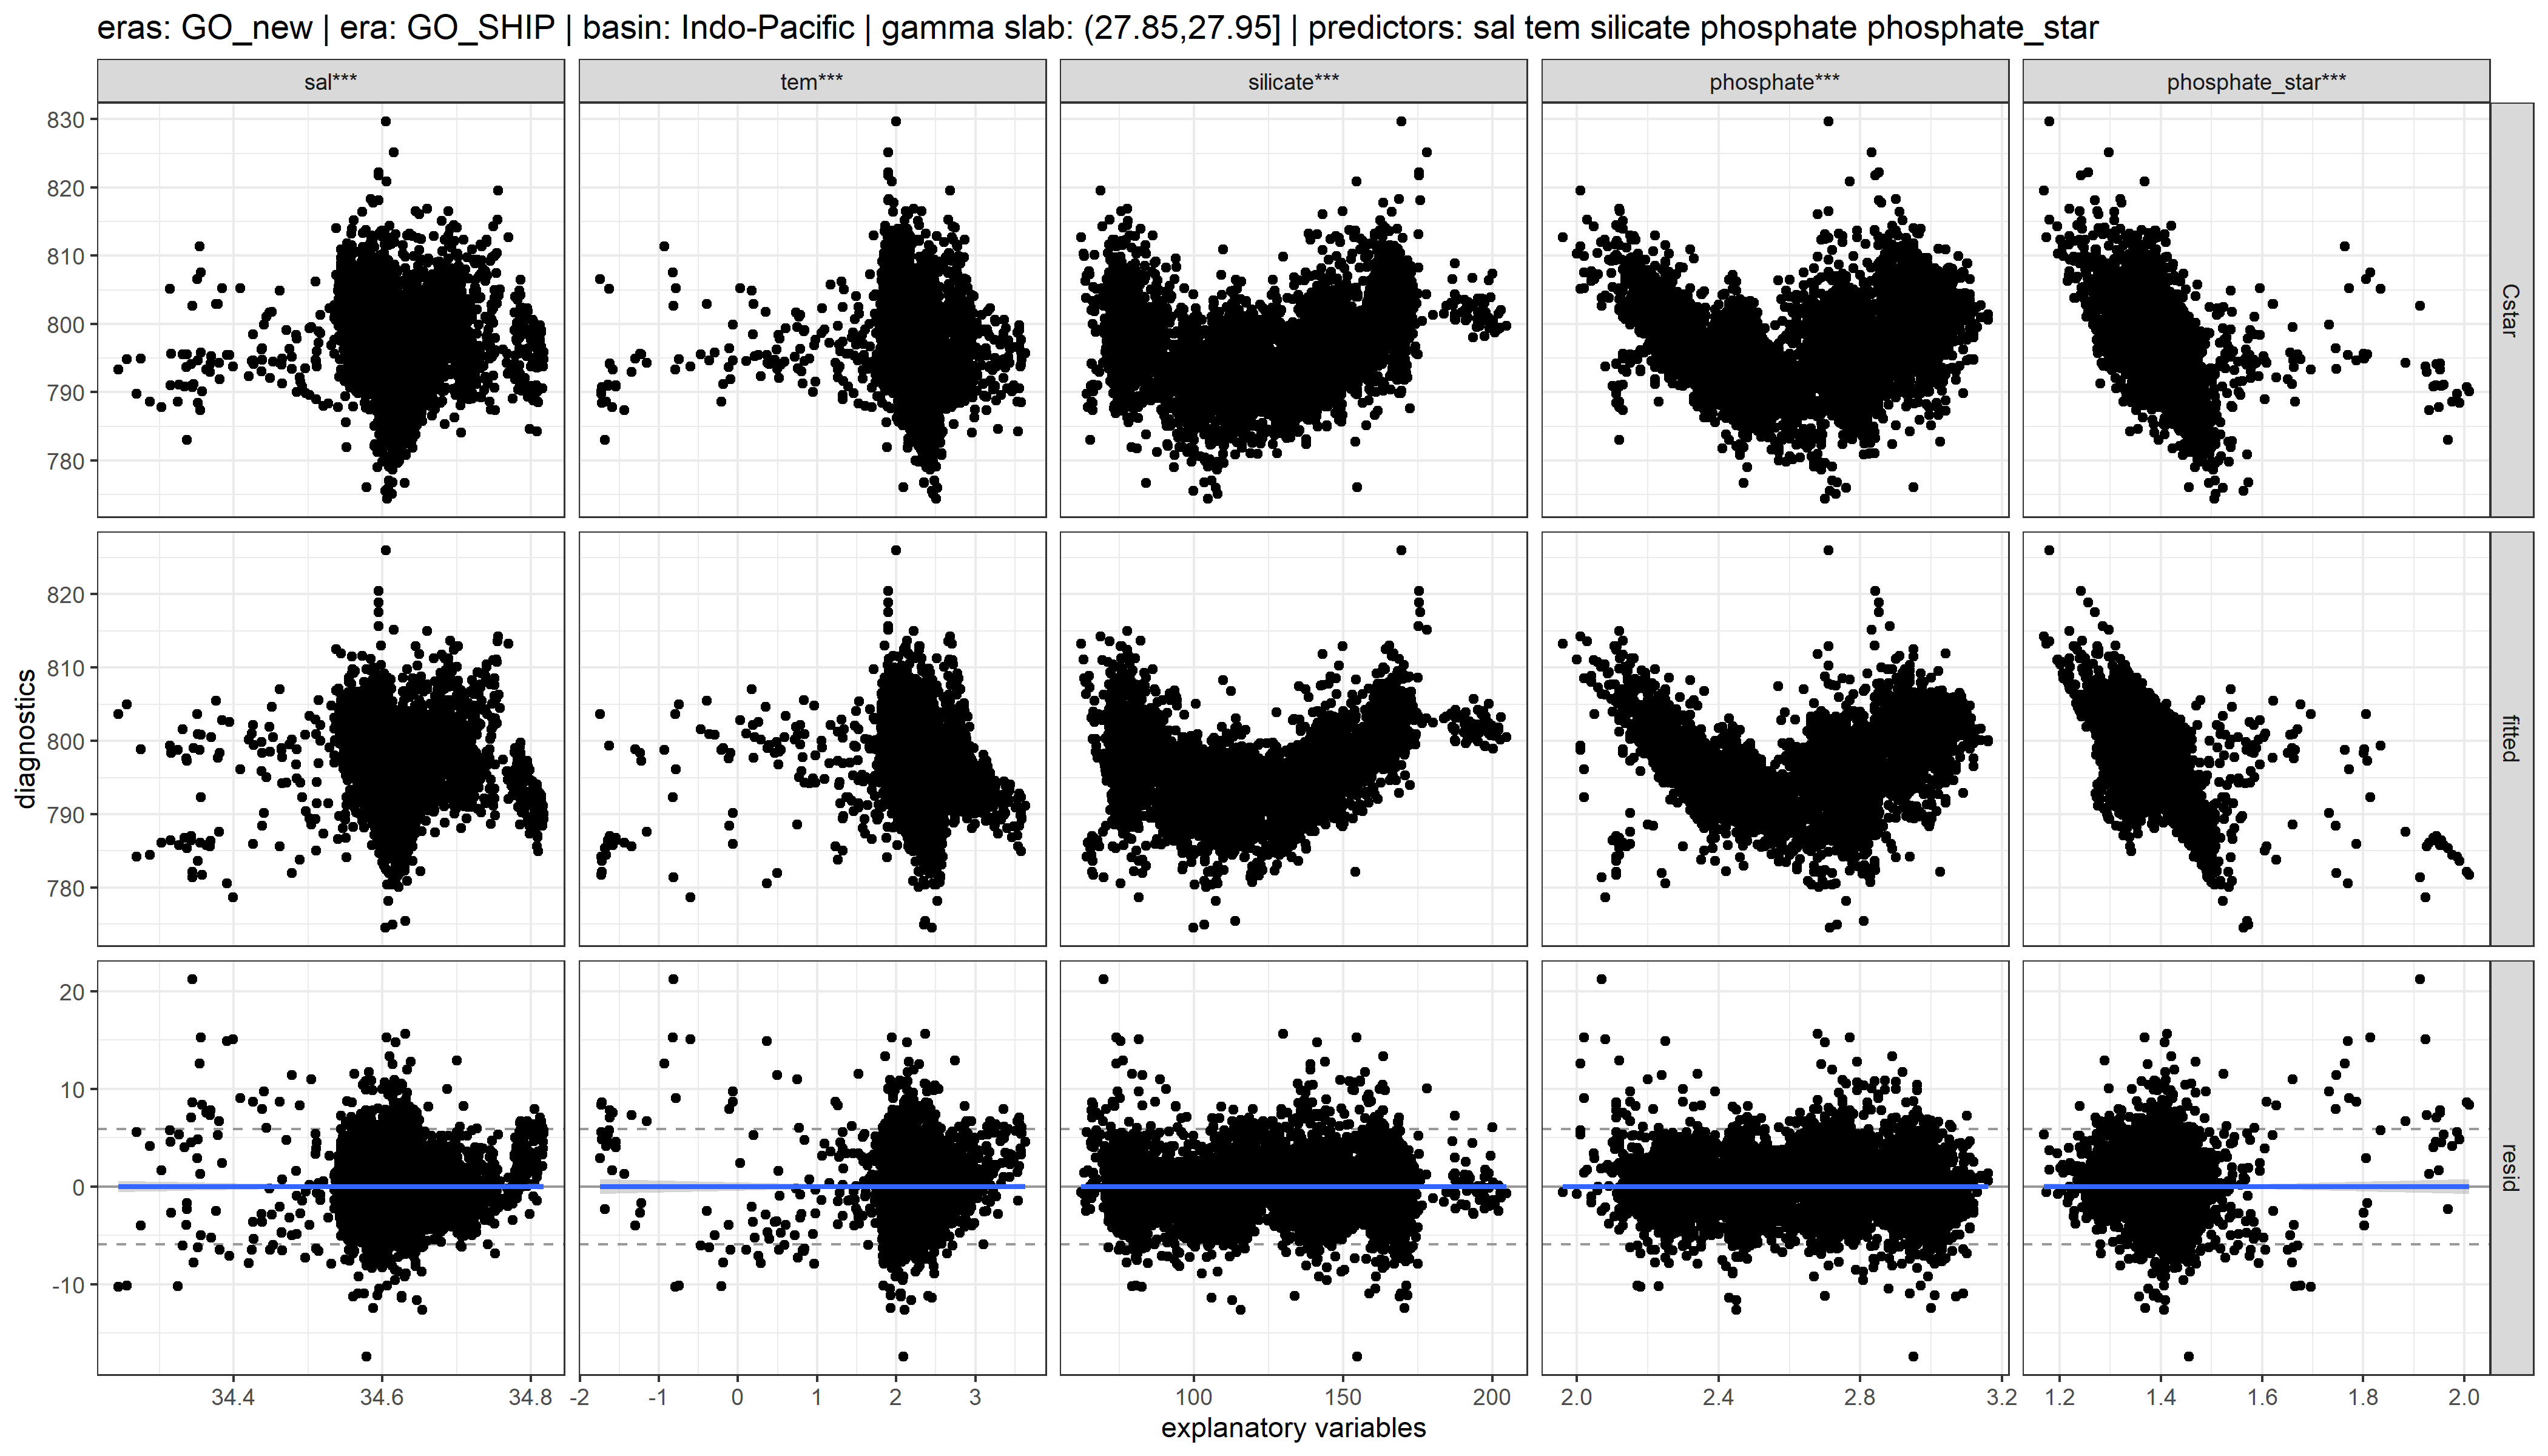 eras: GO_new | era: GO_SHIP | basin: Indo-Pacific | gamma slab: (27.85,27.95] | predictors: sal tem silicate phosphate phosphate_star
sal*** tem*** silicate*** phosphate*** phosphate_star***
830
820
810
800
790
780
Cstar
820
810
800
790
780
fitted
diagnostics
20
10
0
-10
resid
34.4 34.6 34.8 -2 -1 0 1 2 3 100 150 200 2.0 2.4 2.8 3.2 1.2 1.4 1.6 1.8 2.0
explanatory variables